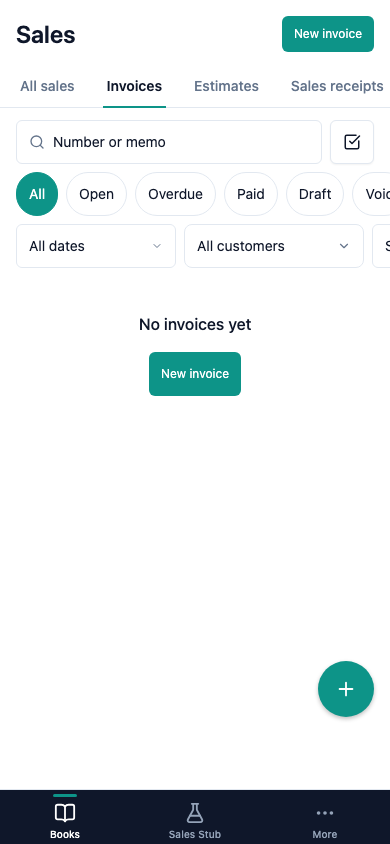 Sales
New invoice
All sales Invoices Estimates Sales receipts
Number or memo
All Open Overdue Paid Draft
All dates All customers
No invoices yet
New invoice
Books Sales Stub More